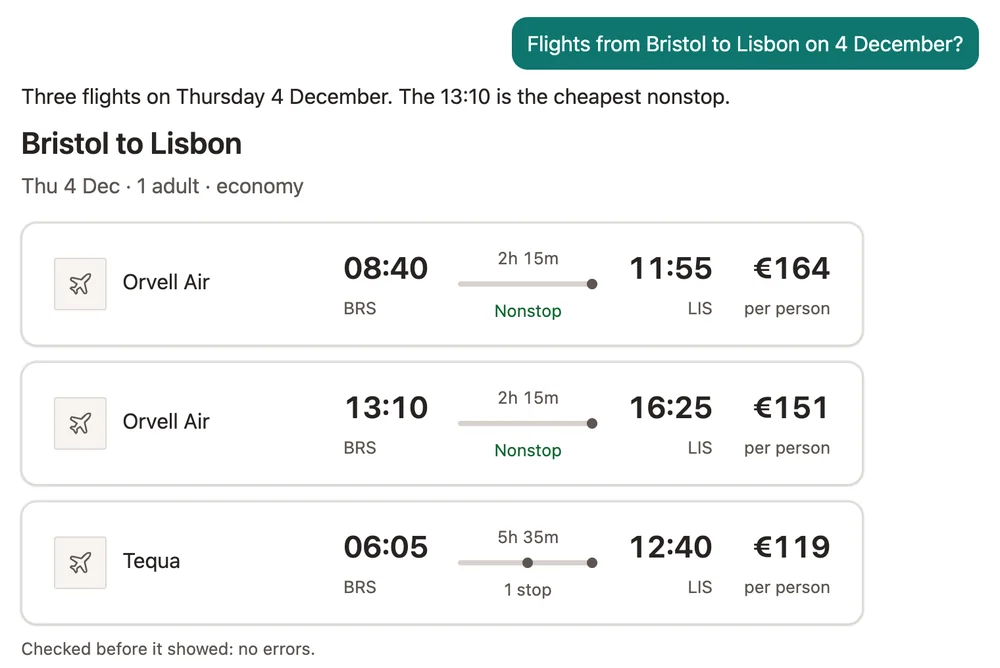 Flights from Bristol to Lisbon on 4 December?
Three flights on Thursday 4 December. The 13:10 is the cheapest nonstop.
Bristol to Lisbon
Thu 4 Dec · 1 adult · economy
Orvell Air
08:40
BRS
2h 15m
Nonstop
11:55
LIS
€164
per person
Orvell Air
13:10
BRS
2h 15m
Nonstop
16:25
LIS
€151
per person
Tequa
06:05
BRS
5h 35m
1 stop
12:40
LIS
€119
per person
Checked before it showed: no errors.